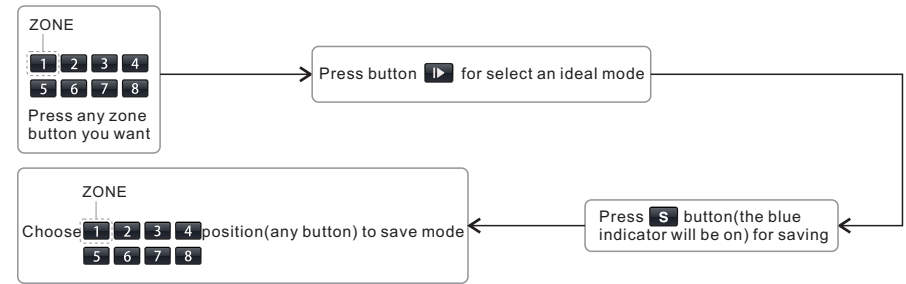 ZONE
1 2 3 4
5 6 7 8
Press any zone
button you want
Press button for select an ideal mode
Press S button(the blue
indicator will be on) for saving
ZONE
Choose 1 2 3 4 position(any button) to save mode
5 6 7 8